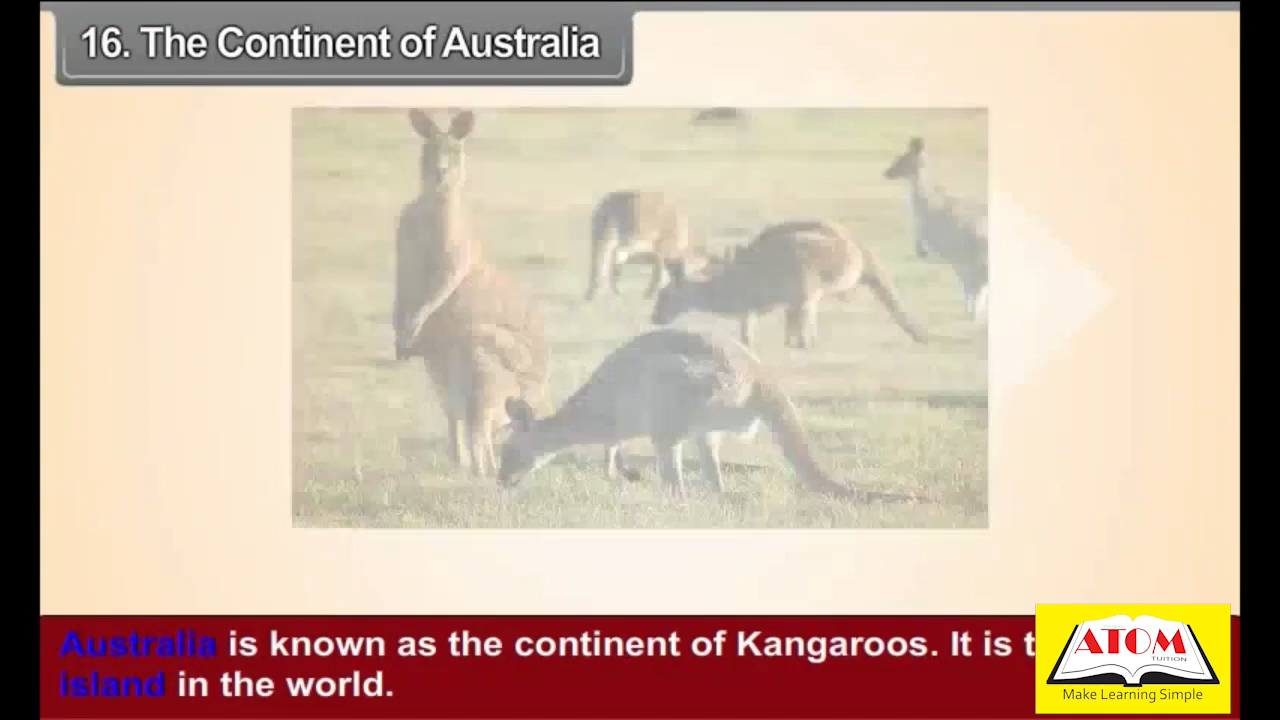 16. The Continent of Australia
Australia is known as the continent of Kangaroos. It is
island in the world.
ATOM
TUITION
Make Learning Simple